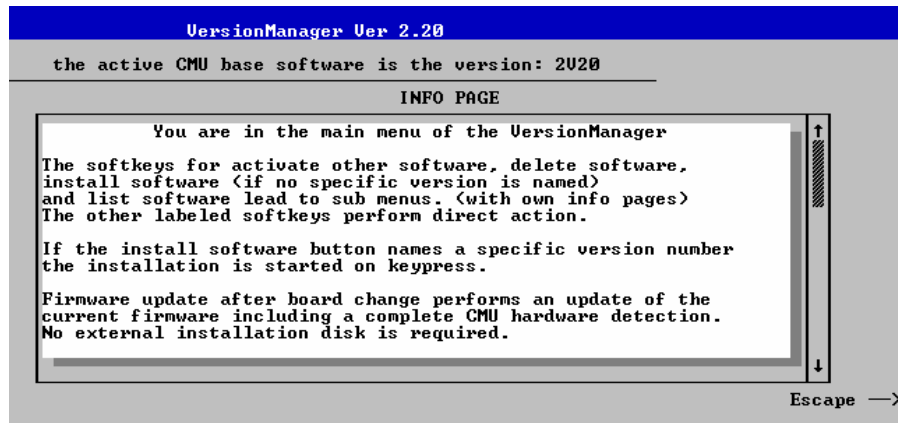 VersionManager Ver 2.20
the active CMU base software is the version: 2V20
INFO PAGE
You are in the main menu of the VersionManager
The softkeys for activate other software, delete software,
install software (if no specific version is named)
and list software lead to sub menus. (with own info pages)
The other labeled softkeys perform direct action.
If the install software button names a specific version number
the installation is started on keypress.
Firmware update after board change performs an update of the
current firmware including a complete CMU hardware detection.
No external installation disk is required.
Escape —>